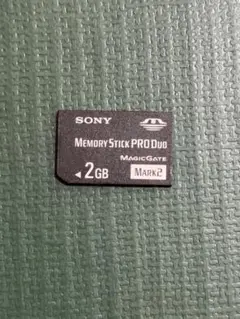 SONY
MEMORY STICK PRO DUO
MAGICGATE
2GB
MARK2